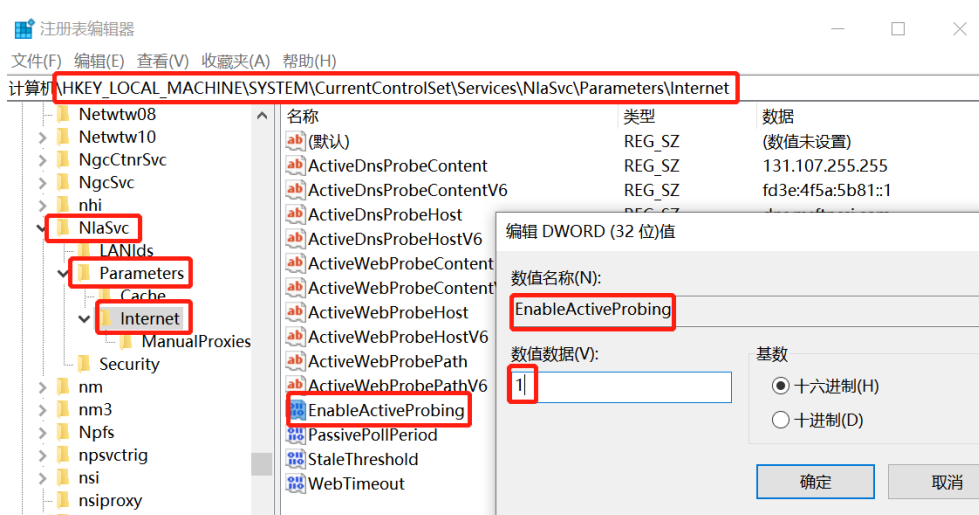 注册表编辑器
文件(F) 编辑(E) 查看(V) 收藏夹(A) 帮助(H)
计算机\HKEY_LOCAL_MACHINE\SYSTEM\CurrentControlSet\Services\NlaSvc\Parameters\Internet
Netwtw08
Netwtw10
NgcCtnrSvc
NgcSvc
nhi
NlaSvc
LANIds
Parameters
Cache
Internet
ManualProxies
Security
nm
nm3
Npfs
npsvctrig
nsi
nsiproxy
名称 类型 数据
(默认) REG_SZ (数值未设置)
ActiveDnsProbeContent REG_SZ 131.107.255.255
ActiveDnsProbeContentV6 REG_SZ fd3e:4f5a:5b81::1
ActiveDnsProbeHost REG_SZ dns.msftncsi.com
ActiveDnsProbeHostV6
ActiveWebProbeContent
ActiveWebProbeContent
ActiveWebProbeHost
ActiveWebProbeHostV6
ActiveWebProbePath
ActiveWebProbePathV6
EnableActiveProbing
PassivePollPeriod
StaleThreshold
WebTimeout
编辑 DWORD (32 位)值
数值名称(N):
EnableActiveProbing
数值数据(V):
1
基数
十六进制(H)
十进制(D)
确定 取消